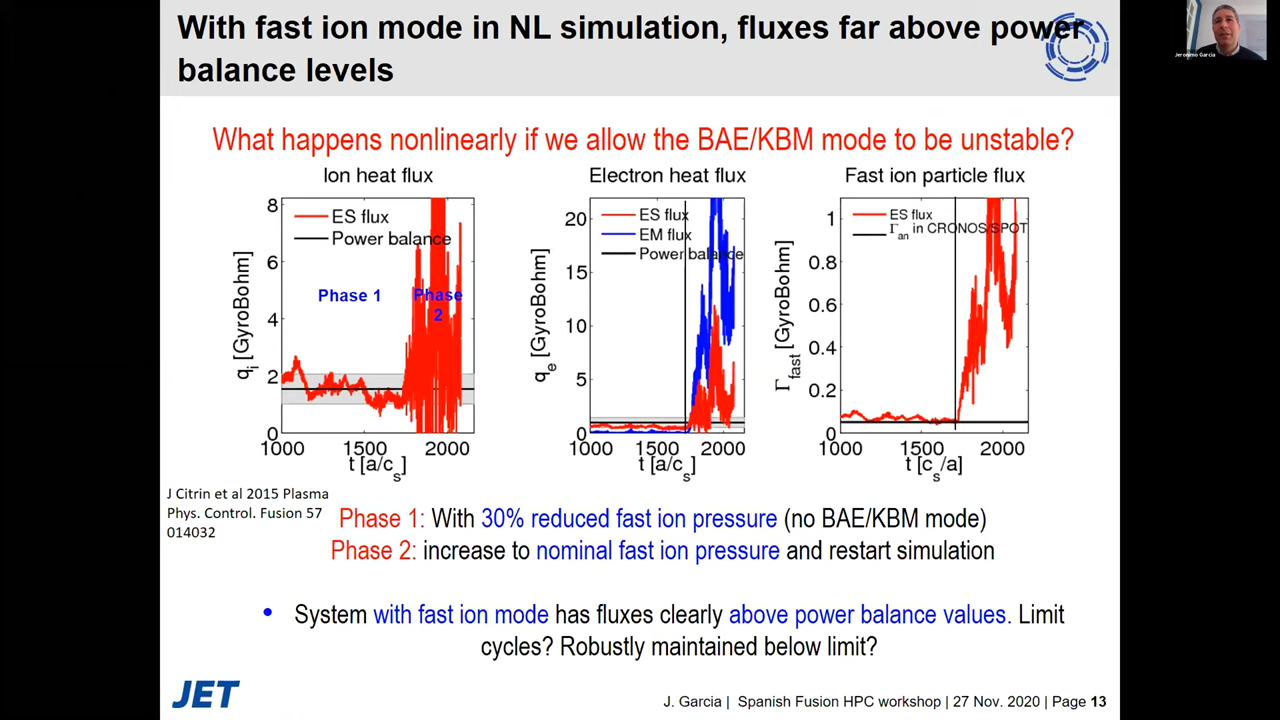 With fast ion mode in NL simulation, fluxes far above power
balance levels
Jeronimo Garcia
What happens nonlinearly if we allow the BAE/KBM mode to be unstable?
Ion heat flux
8
6
4
2
0
1000 1500 2000
q_i [GyroBohm]
t [a/c_s]
ES flux
Power balance
Phase 1
Phase
2
Electron heat flux
20
15
10
5
0
1000 1500 2000
q_e [GyroBohm]
t [a/c_s]
ES flux
EM flux
Power balance
Fast ion particle flux
1
0.8
0.6
0.4
0.2
0
1000 1500 2000
Γ_fast [GyroBohm]
t [c_s/a]
ES flux
Γ_an in CRONOS/SPOT
J Citrin et al 2015 Plasma
Phys. Control. Fusion 57
014032
Phase 1: With 30% reduced fast ion pressure (no BAE/KBM mode)
Phase 2: increase to nominal fast ion pressure and restart simulation
• System with fast ion mode has fluxes clearly above power balance values. Limit
cycles? Robustly maintained below limit?
JET
J. Garcia | Spanish Fusion HPC workshop | 27 Nov. 2020 | Page 13